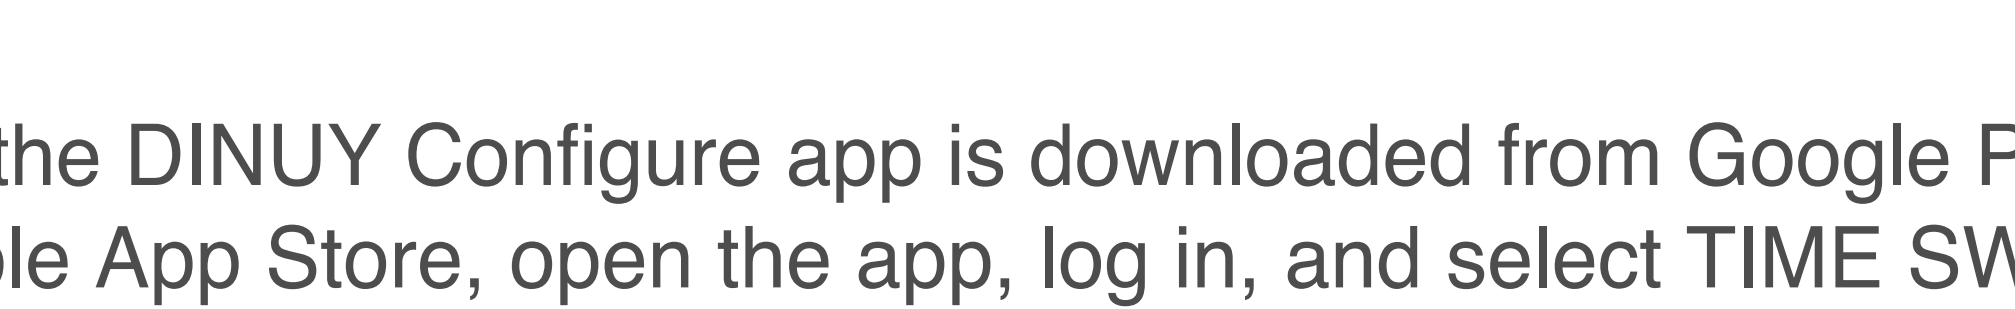 the DINUY Configure app is downloaded from Google P
le App Store, open the app, log in, and select TIME SW